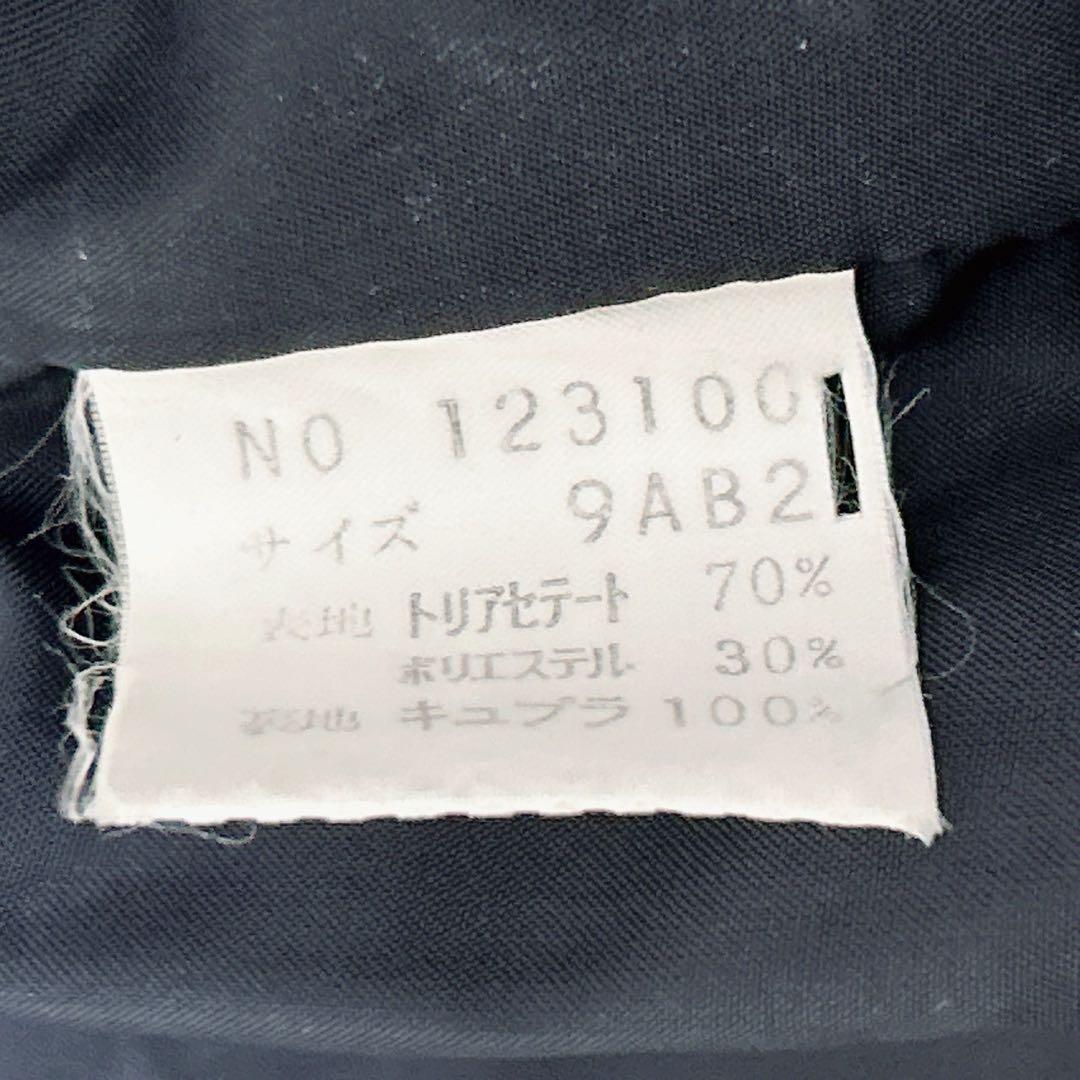 NO 123100
サイズ 9AB2
表地 トリアセテート 70%
ポリエステル 30%
裏地 キュプラ 100%